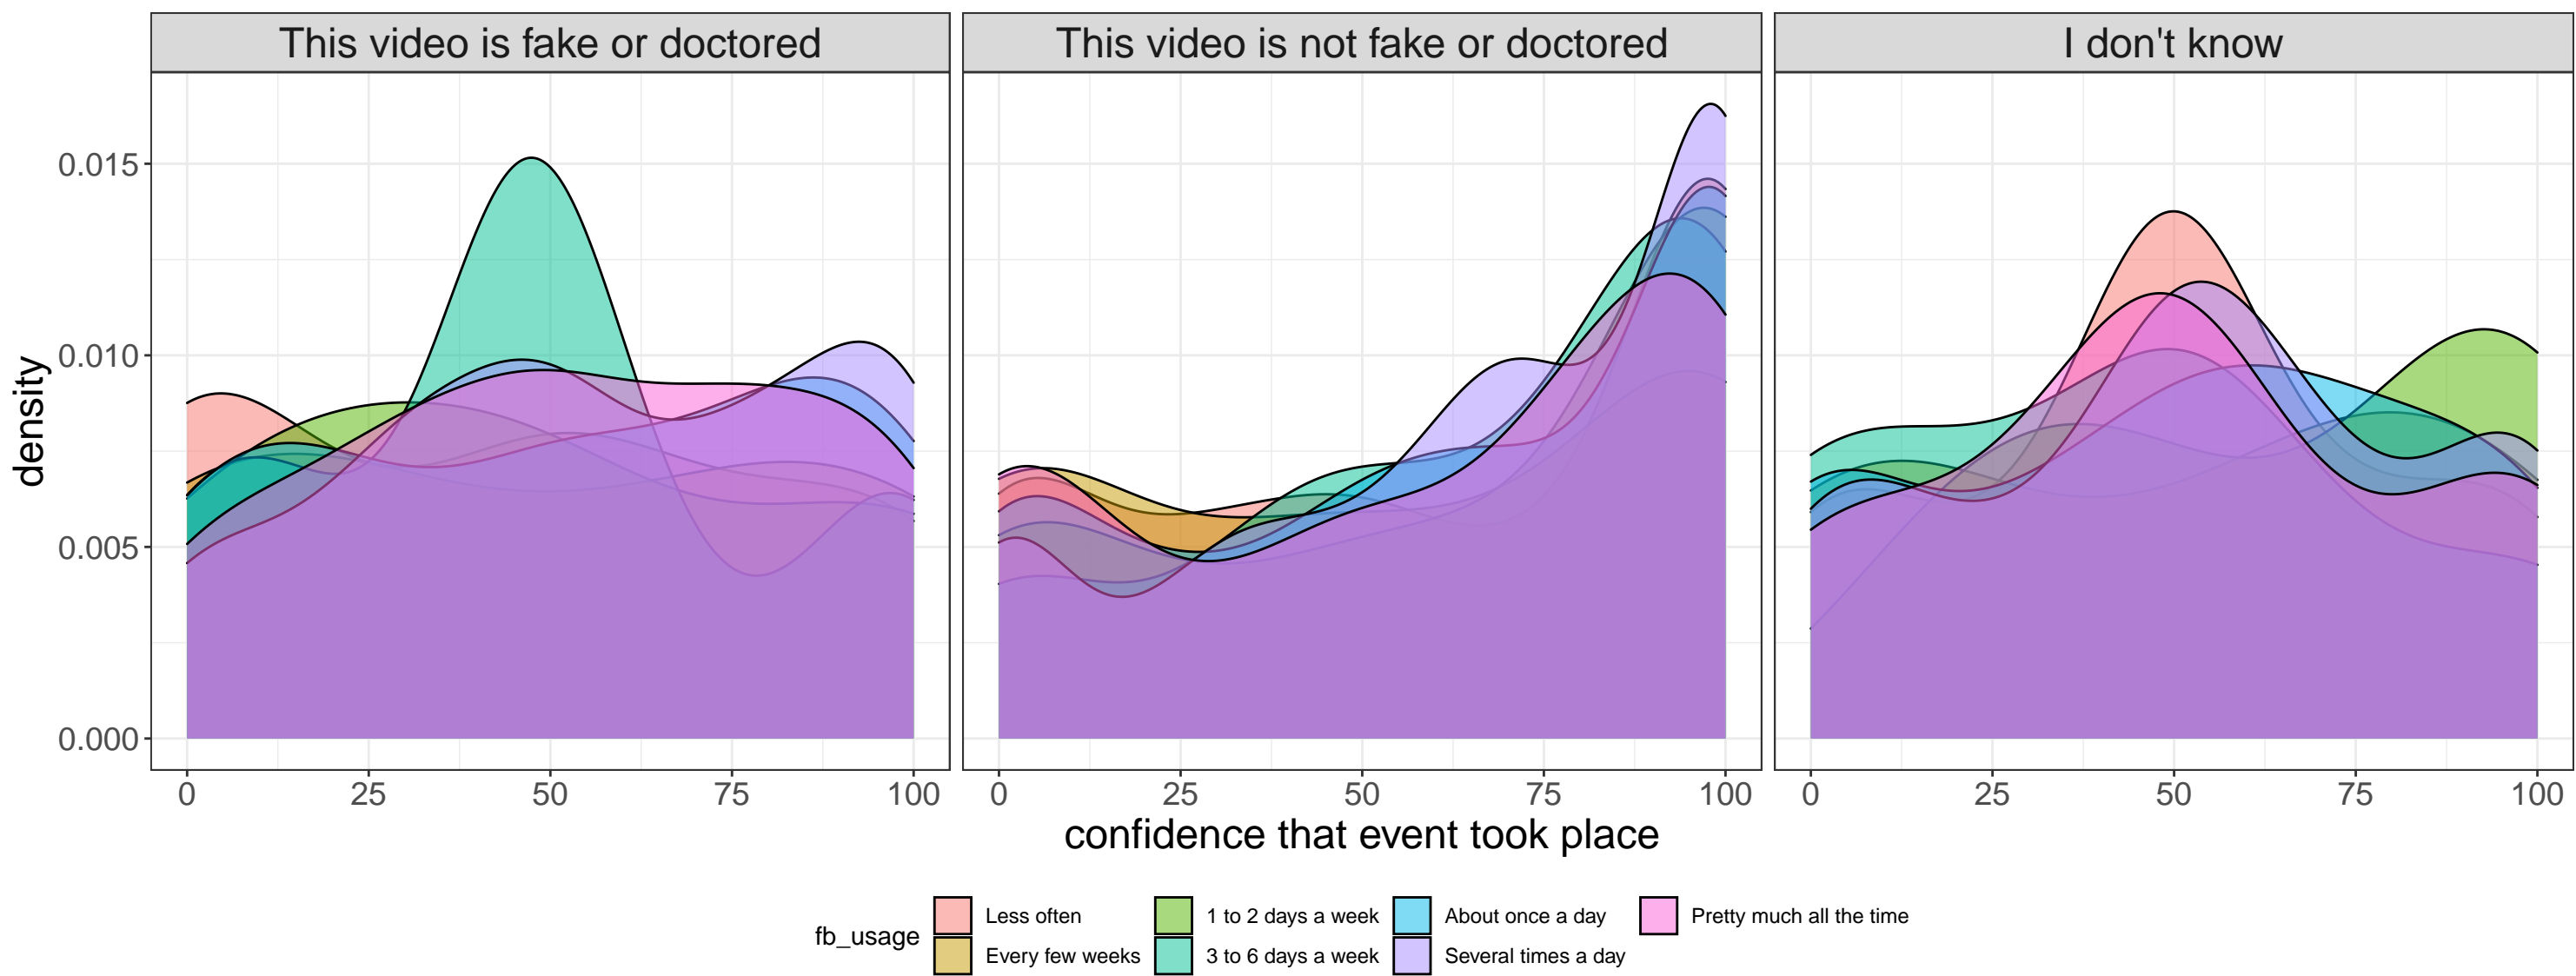 This video is fake or doctored
This video is not fake or doctored
I don't know
density
0.015
0.010
0.005
0.000
0 25 50 75 100
0 25 50 75 100
0 25 50 75 100
confidence that event took place
fb_usage
Less often
Every few weeks
1 to 2 days a week
3 to 6 days a week
About once a day
Several times a day
Pretty much all the time